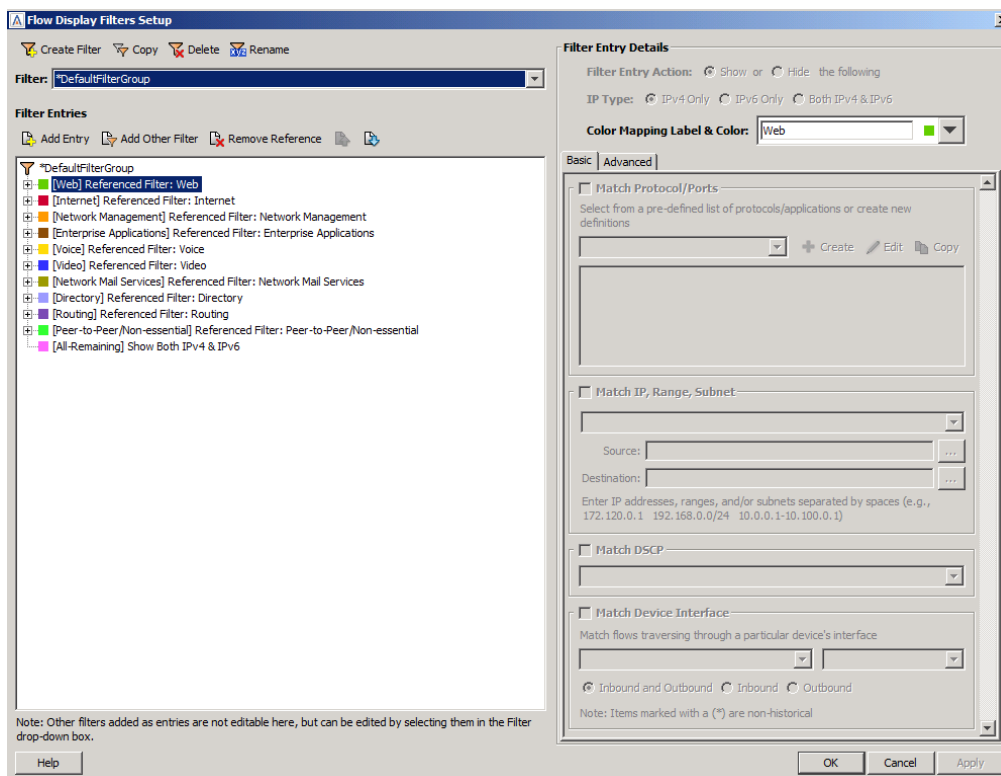 Flow Display Filters Setup
Create Filter Copy Delete XYZ Rename
Filter: *DefaultFilterGroup
Filter Entries
Add Entry Add Other Filter Remove Reference
*DefaultFilterGroup
[Web] Referenced Filter: Web
[Internet] Referenced Filter: Internet
[Network Management] Referenced Filter: Network Management
[Enterprise Applications] Referenced Filter: Enterprise Applications
[Voice] Referenced Filter: Voice
[Video] Referenced Filter: Video
[Network Mail Services] Referenced Filter: Network Mail Services
[Directory] Referenced Filter: Directory
[Routing] Referenced Filter: Routing
[Peer-to-Peer/Non-essential] Referenced Filter: Peer-to-Peer/Non-essential
[All-Remaining] Show Both IPv4 & IPv6
Note: Other filters added as entries are not editable here, but can be edited by selecting them in the Filter
drop-down box.
Filter Entry Details
Filter Entry Action: Show or Hide the following
IP Type: IPv4 Only IPv6 Only Both IPv4 & IPv6
Color Mapping Label & Color: Web
Basic Advanced
Match Protocol/Ports
Select from a pre-defined list of protocols/applications or create new
definitions
Create Edit Copy
Match IP, Range, Subnet
Source: ...
Destination: ...
Enter IP addresses, ranges, and/or subnets separated by spaces (e.g.,
172.120.0.1 192.168.0.0/24 10.0.0.1-10.100.0.1)
Match DSCP
Match Device Interface
Match flows traversing through a particular device's interface
Inbound and Outbound Inbound Outbound
Note: Items marked with a (*) are non-historical
Help OK Cancel Apply